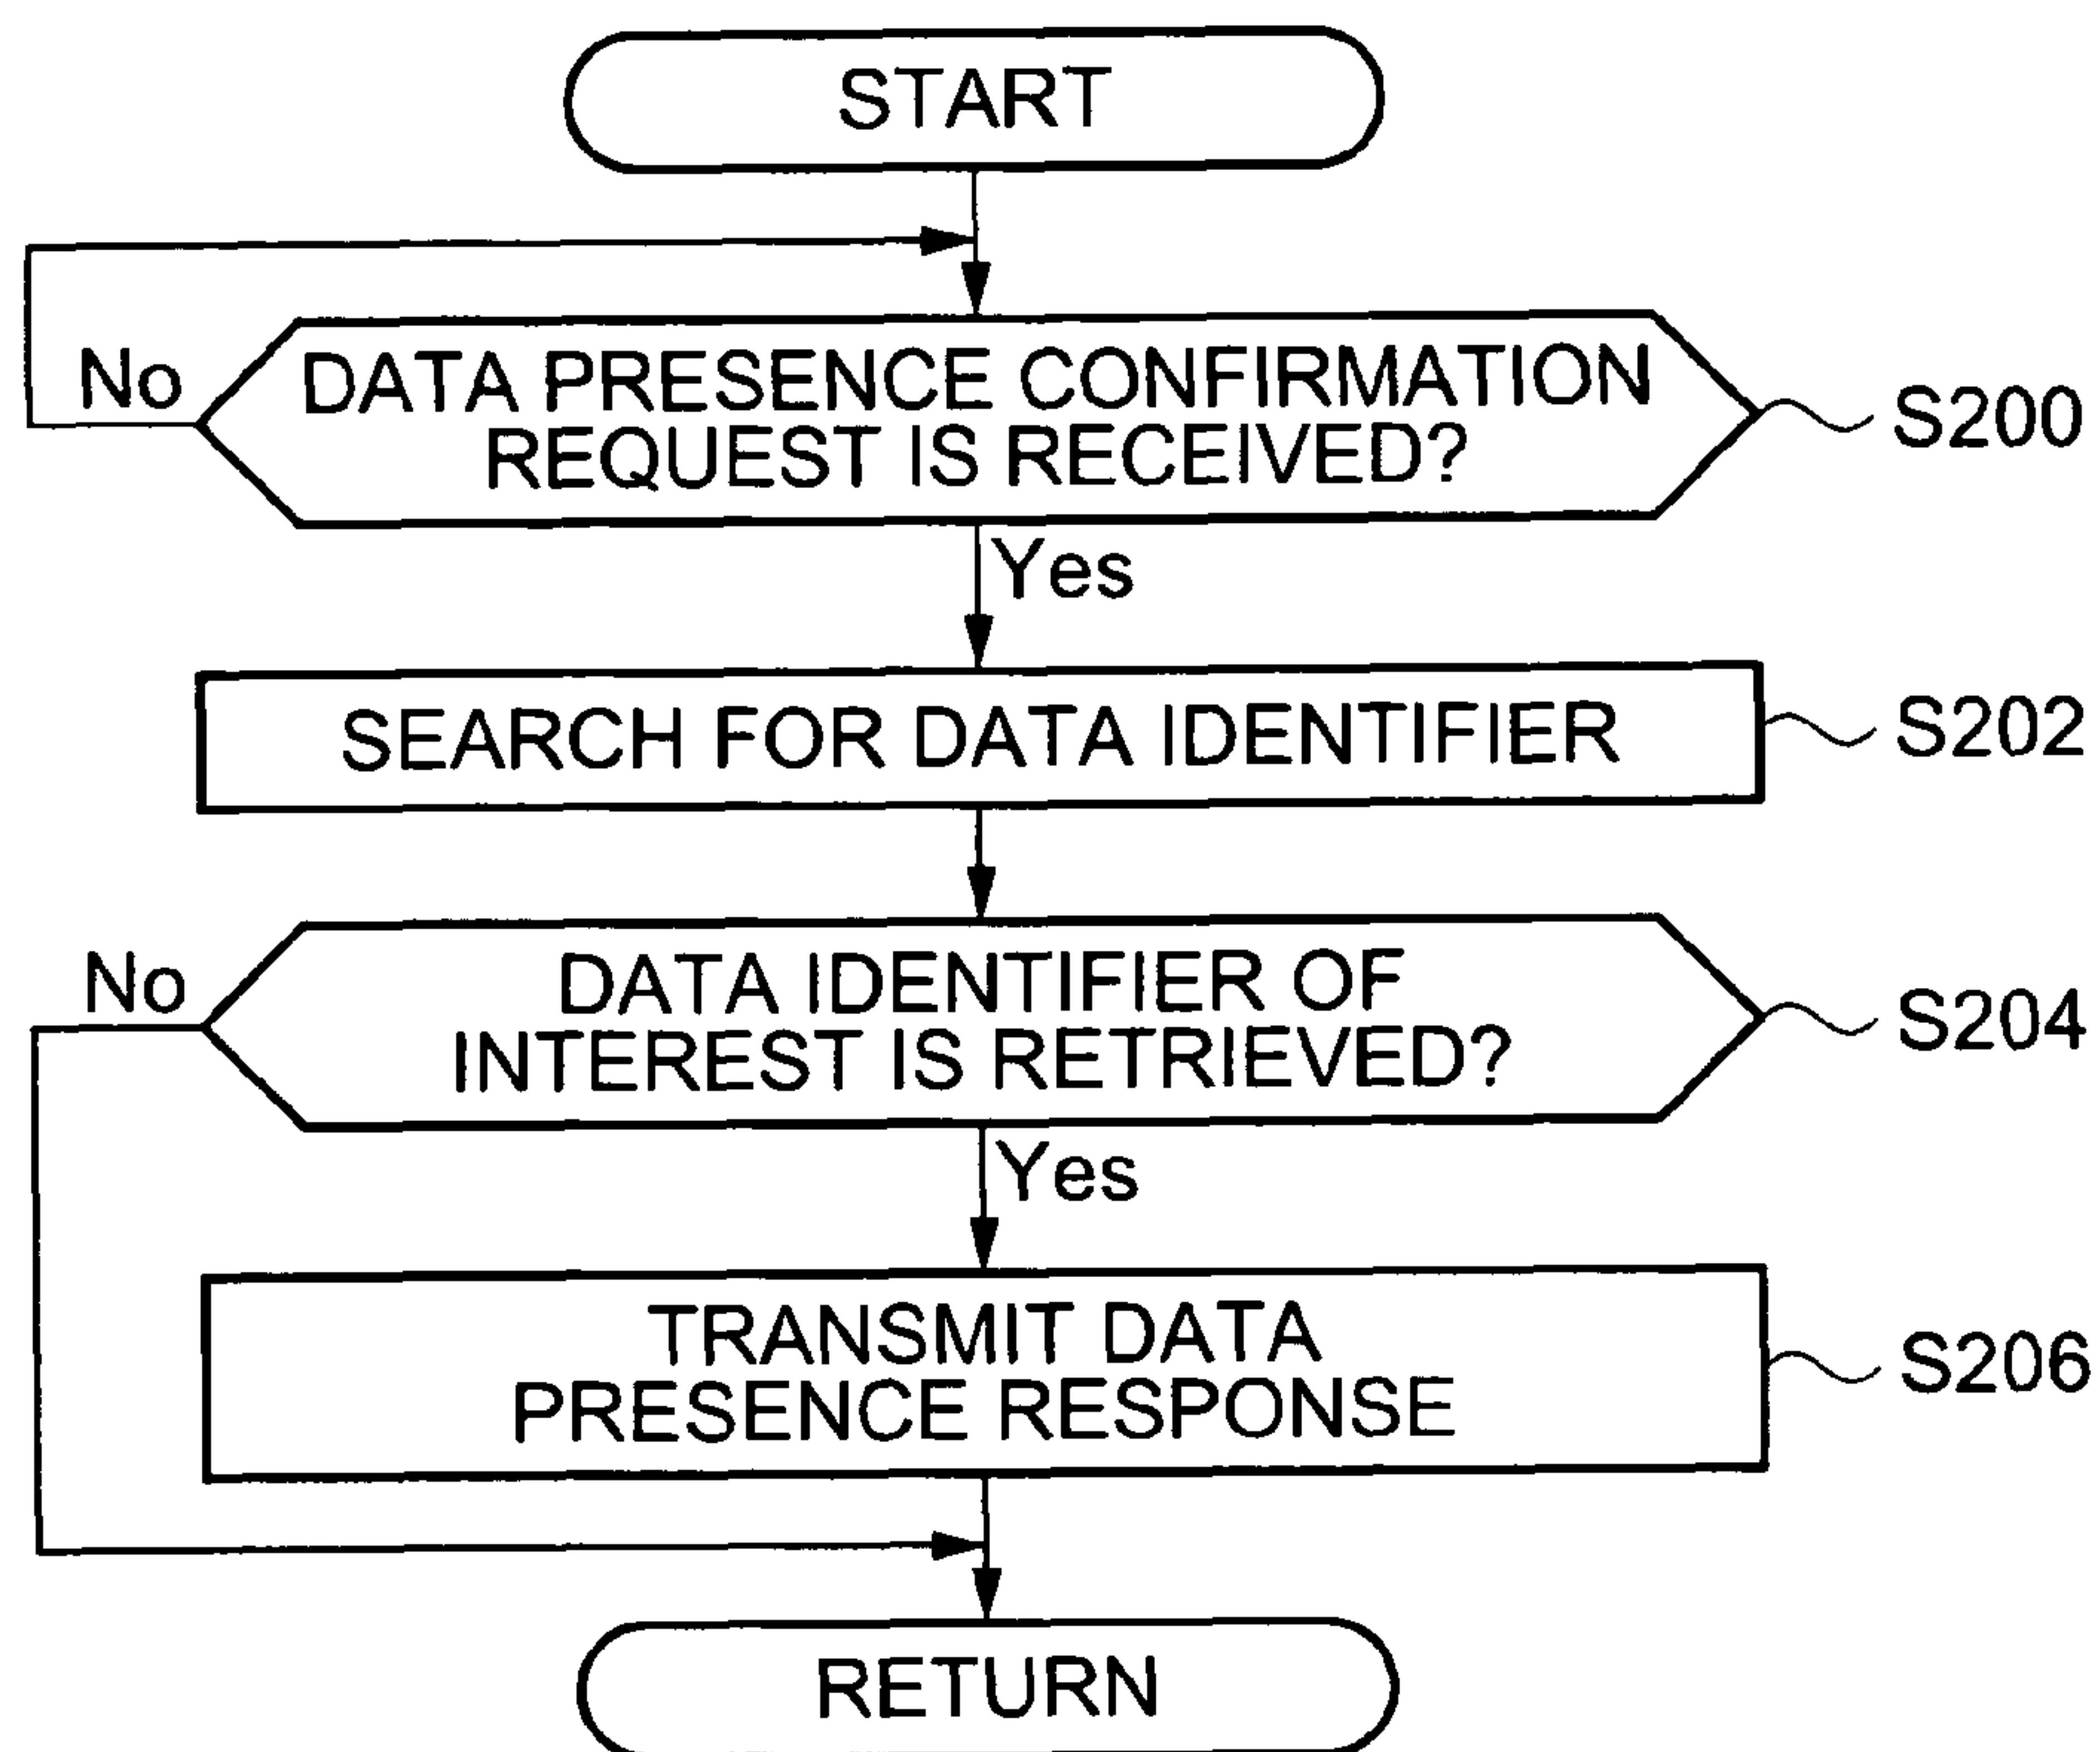 START
No
DATA PRESENCE CONFIRMATION
REQUEST IS RECEIVED?
S200
Yes
SEARCH FOR DATA IDENTIFIER
S202
No
DATA IDENTIFIER OF
INTEREST IS RETRIEVED?
S204
Yes
TRANSMIT DATA
PRESENCE RESPONSE
S206
RETURN